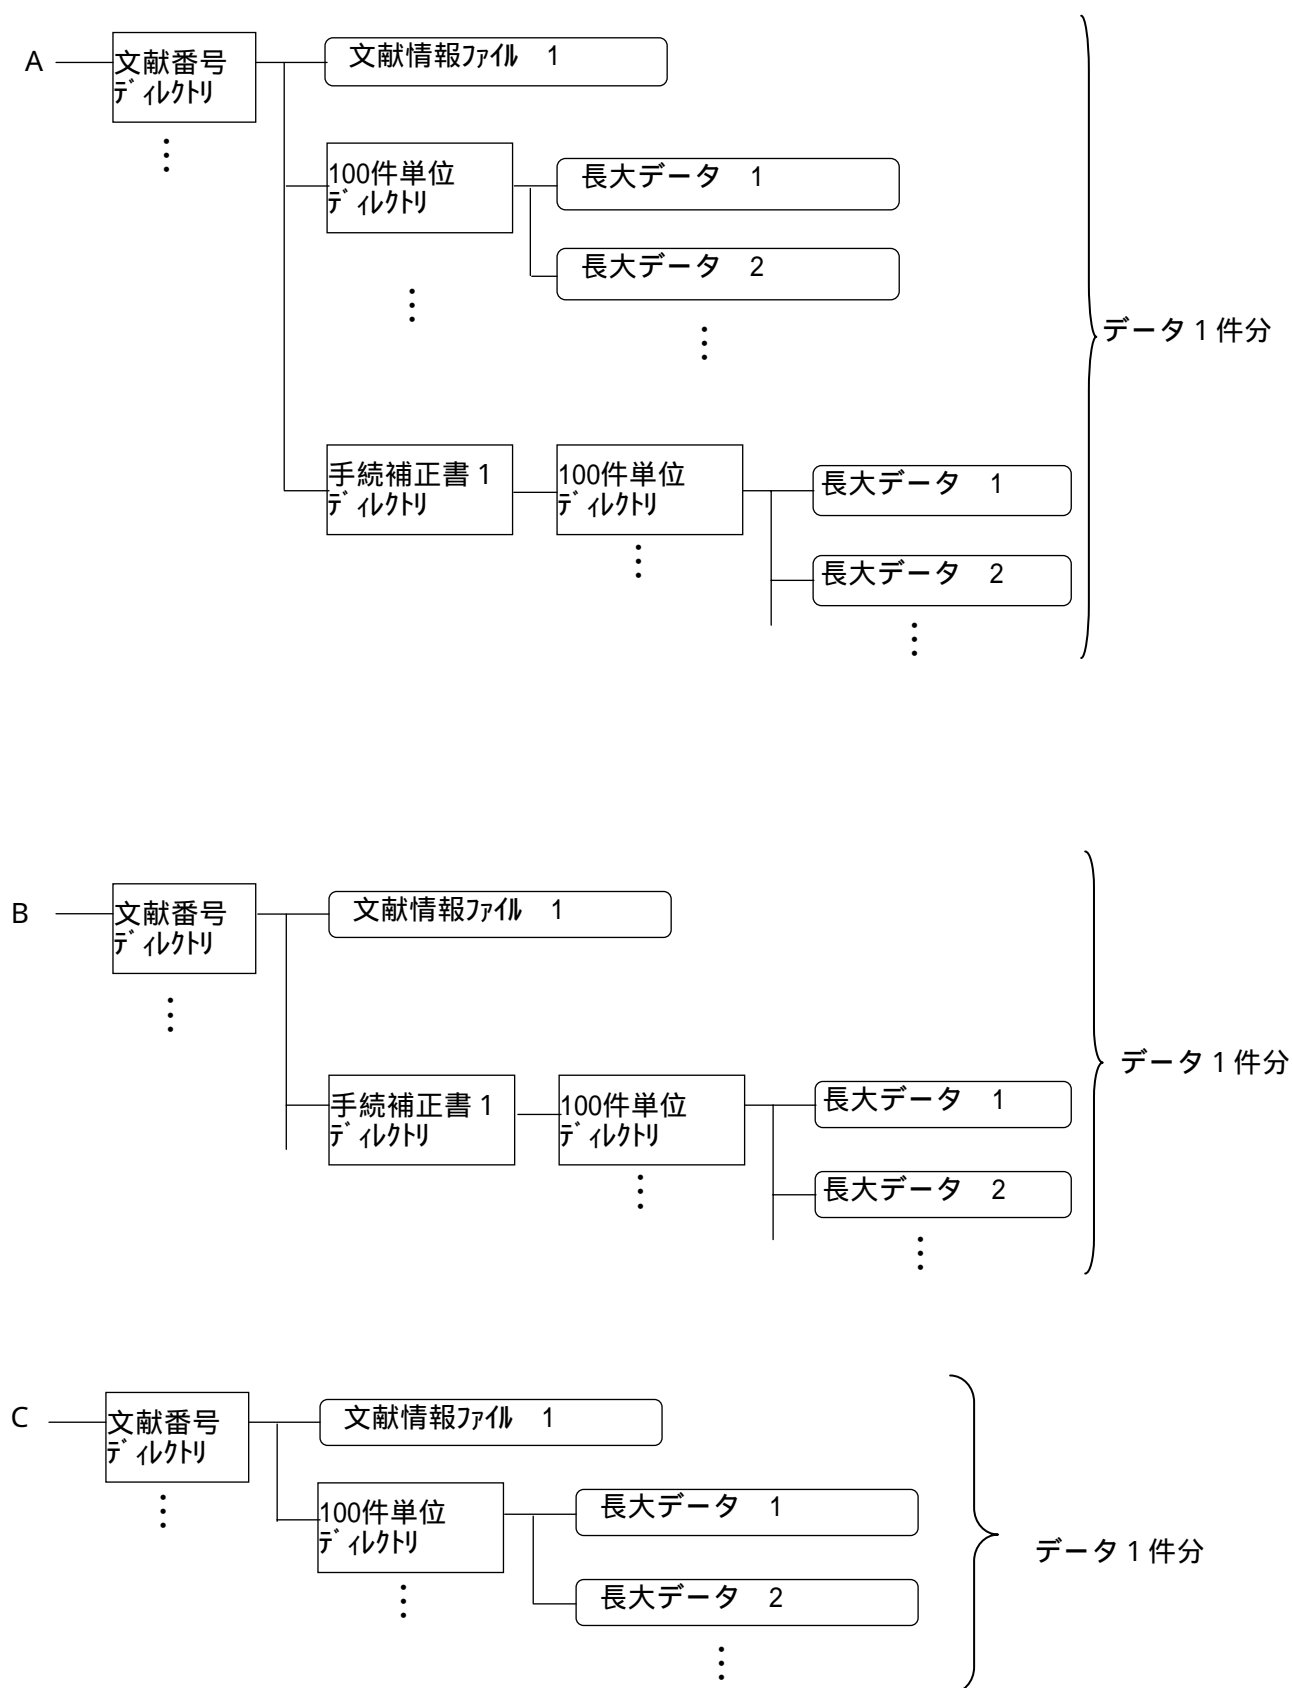 A
文献番号
ディレクトリ
文献情報ファイル 1
100件単位
ディレクトリ
長大データ 1
長大データ 2
データ1件分
手続補正書1
ディレクトリ
100件単位
ディレクトリ
長大データ 1
長大データ 2
B
文献番号
ディレクトリ
文献情報ファイル 1
データ1件分
手続補正書1
ディレクトリ
100件単位
ディレクトリ
長大データ 1
長大データ 2
C
文献番号
ディレクトリ
文献情報ファイル 1
100件単位
ディレクトリ
長大データ 1
データ1件分
長大データ 2